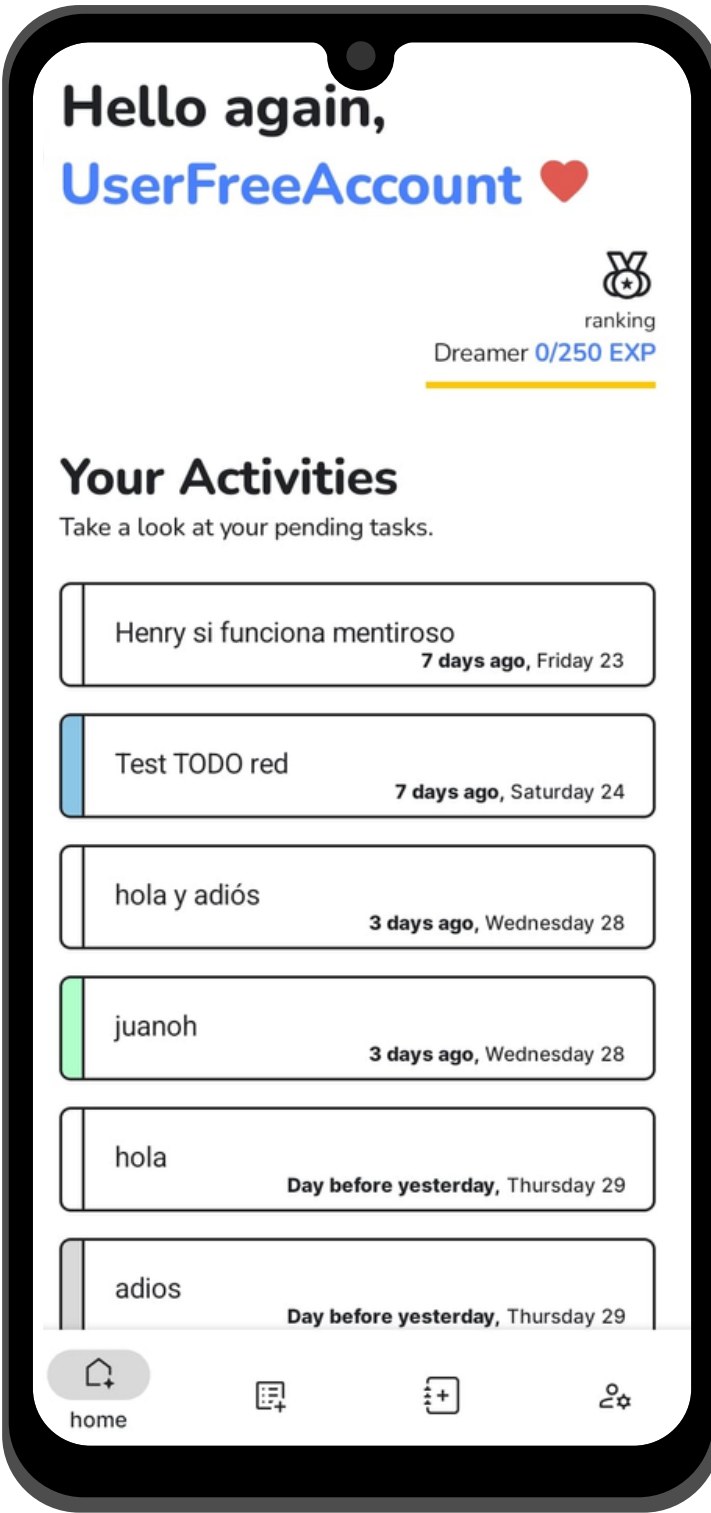 Hello again,
UserFreeAccount
ranking
Dreamer 0/250 EXP
Your Activities
Take a look at your pending tasks.
Henry si funciona mentiroso
7 days ago, Friday 23
Test TODO red
7 days ago, Saturday 24
hola y adiós
3 days ago, Wednesday 28
juanoh
3 days ago, Wednesday 28
hola
Day before yesterday, Thursday 29
adios
Day before yesterday, Thursday 29
home